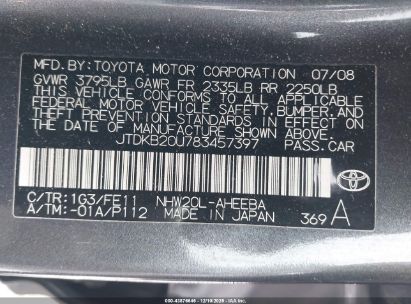 MFD.BY:TOYOTA MOTOR CORPORATION 07/08
GVWR 3795LB GAWR FR 2335LB RR 2250LB
THIS VEHICLE CONFORMS TO ALL APPLICABLE
FEDERAL MOTOR VEHICLE SAFETY,BUMPER,AND
THEFT PREVENTION STANDARDS IN EFFECT ON
THE DATE OF MANUFACTURE SHOWN ABOVE.
JTDKB20U783457397 PASS.CAR
C/TR:1G3/FE11 NHW20L-AHEEBA
A/TM:-01A/P112 MADE IN JAPAN 369 A
TOYOTA